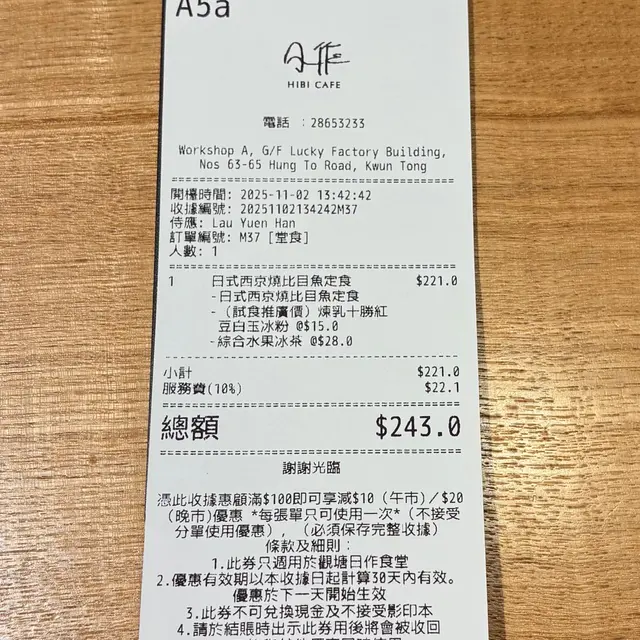 A5a
日作
HIBI CAFE
電話 ：28653233
Workshop A, G/F Lucky Factory Building,
Nos 63-65 Hung To Road, Kwun Tong
開檯時間: 2025-11-02 13:42:42
收據編號: 20251102134242M37
侍應: Lau Yuen Han
訂單編號: M37 [堂食]
人數: 1
1 日式西京燒比目魚定食 $221.0
-日式西京燒比目魚定食
-（試食推廣價）煉乳十勝紅
豆白玉冰粉 @$15.0
-綜合水果冰茶 @$28.0
小計 $221.0
服務費(10%) $22.1
總額 $243.0
謝謝光臨
憑此收據惠顧滿$100即可享減$10（午市）/$20
（晚市)優惠 *每張單只可使用一次*（不接受
分單使用優惠），（必須保存完整收據）
條款及細則：
1.此券只適用於觀塘日作食堂
2.優惠有效期以本收據日起計算30天內有效。
優惠於下一天開始生效
3.此券不可兌換現金及不接受影印本
4.請於結賬時出示此券用後將會被收回